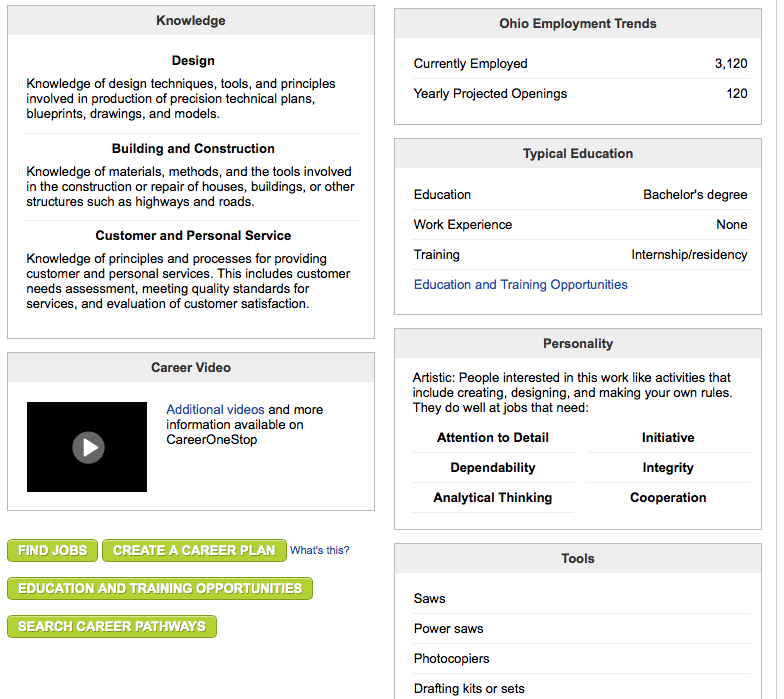 Knowledge
Design
Knowledge of design techniques, tools, and principles
involved in production of precision technical plans,
blueprints, drawings, and models.
Building and Construction
Knowledge of materials, methods, and the tools involved
in the construction or repair of houses, buildings, or other
structures such as highways and roads.
Customer and Personal Service
Knowledge of principles and processes for providing
customer and personal services. This includes customer
needs assessment, meeting quality standards for
services, and evaluation of customer satisfaction.
Career Video
Additional videos and more
information available on
CareerOneStop
FIND JOBS CREATE A CAREER PLAN What's this?
EDUCATION AND TRAINING OPPORTUNITIES
SEARCH CAREER PATHWAYS
Ohio Employment Trends
Currently Employed 3,120
Yearly Projected Openings 120
Typical Education
Education Bachelor's degree
Work Experience None
Training Internship/residency
Education and Training Opportunities
Personality
Artistic: People interested in this work like activities that
include creating, designing, and making your own rules.
They do well at jobs that need:
Attention to Detail Initiative
Dependability Integrity
Analytical Thinking Cooperation
Tools
Saws
Power saws
Photocopiers
Drafting kits or sets